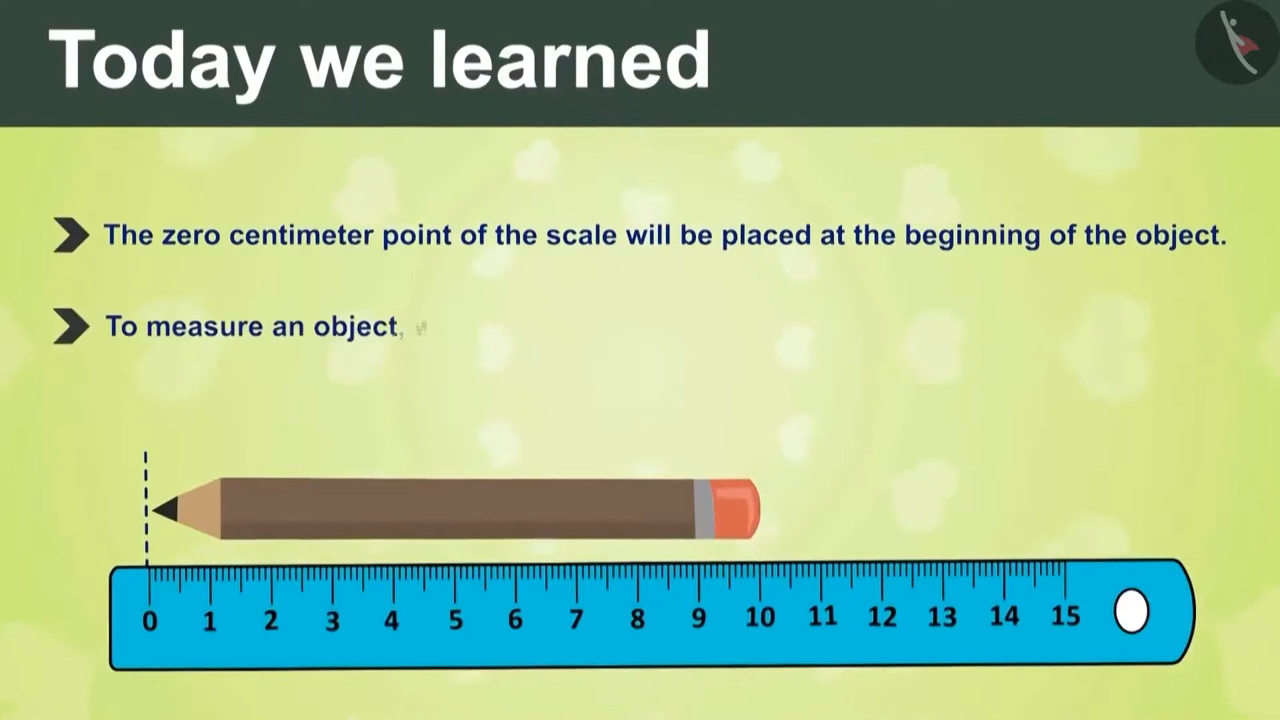 Today we learned
The zero centimeter point of the scale will be placed at the beginning of the object.
To measure an object,
0 1 2 3 4 5 6 7 8 9 10 11 12 13 14 15